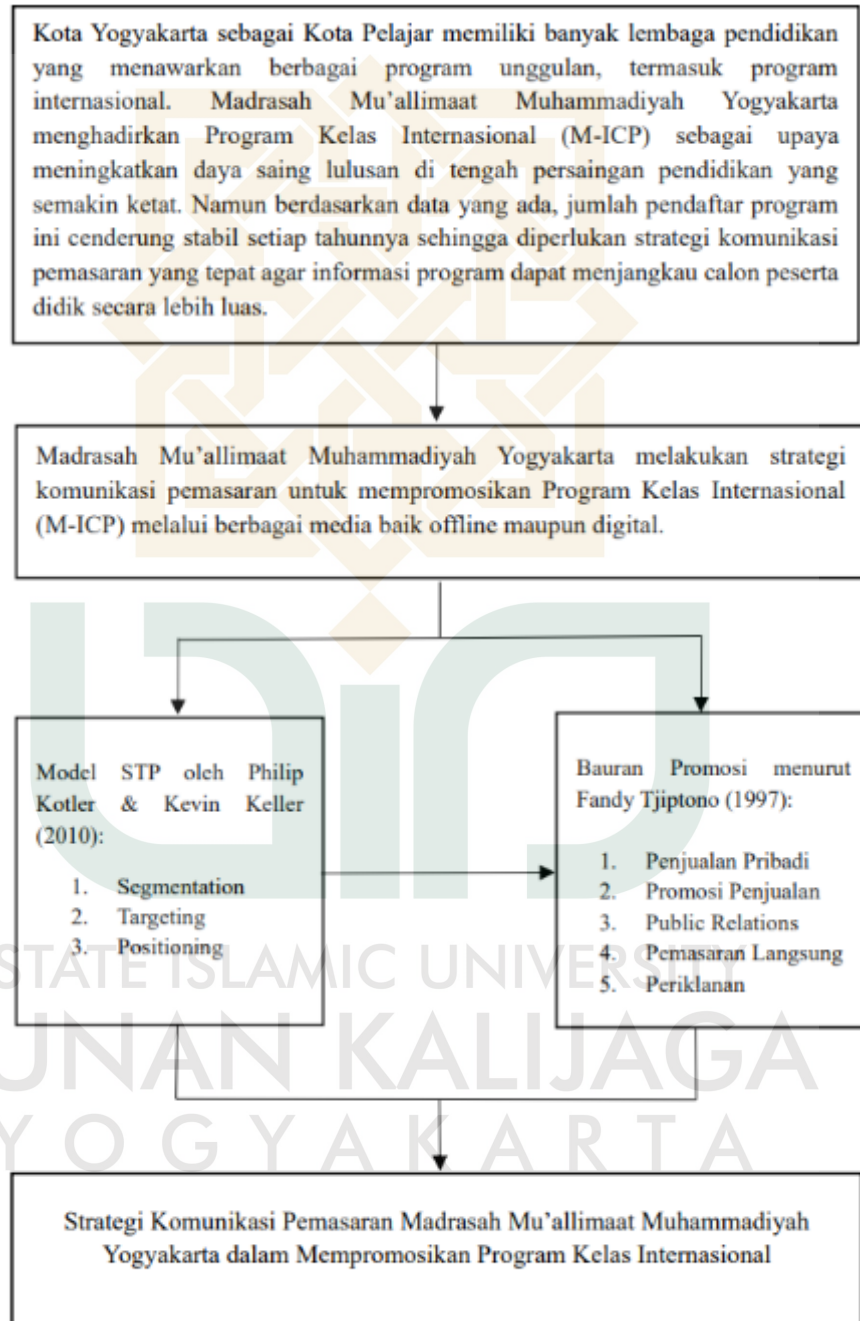 Kota Yogyakarta sebagai Kota Pelajar memiliki banyak lembaga pendidikan
yang menawarkan berbagai program unggulan, termasuk program
internasional. Madrasah Mu’allimaat Muhammadiyah Yogyakarta
menghadirkan Program Kelas Internasional (M-ICP) sebagai upaya
meningkatkan daya saing lulusan di tengah persaingan pendidikan yang
semakin ketat. Namun berdasarkan data yang ada, jumlah pendaftar program
ini cenderung stabil setiap tahunnya sehingga diperlukan strategi komunikasi
pemasaran yang tepat agar informasi program dapat menjangkau calon peserta
didik secara lebih luas.
Madrasah Mu’allimaat Muhammadiyah Yogyakarta melakukan strategi
komunikasi pemasaran untuk mempromosikan Program Kelas Internasional
(M-ICP) melalui berbagai media baik offline maupun digital.
Model STP oleh Philip
Kotler & Kevin Keller
(2010):
1. Segmentation
2. Targeting
3. Positioning
Bauran Promosi menurut
Fandy Tjiptono (1997):
1. Penjualan Pribadi
2. Promosi Penjualan
3. Public Relations
4. Pemasaran Langsung
5. Periklanan
STATE ISLAMIC UNIVERSITY
UNAN KALIJAGA
YOGYAKARTA
Strategi Komunikasi Pemasaran Madrasah Mu’allimaat Muhammadiyah
Yogyakarta dalam Mempromosikan Program Kelas Internasional